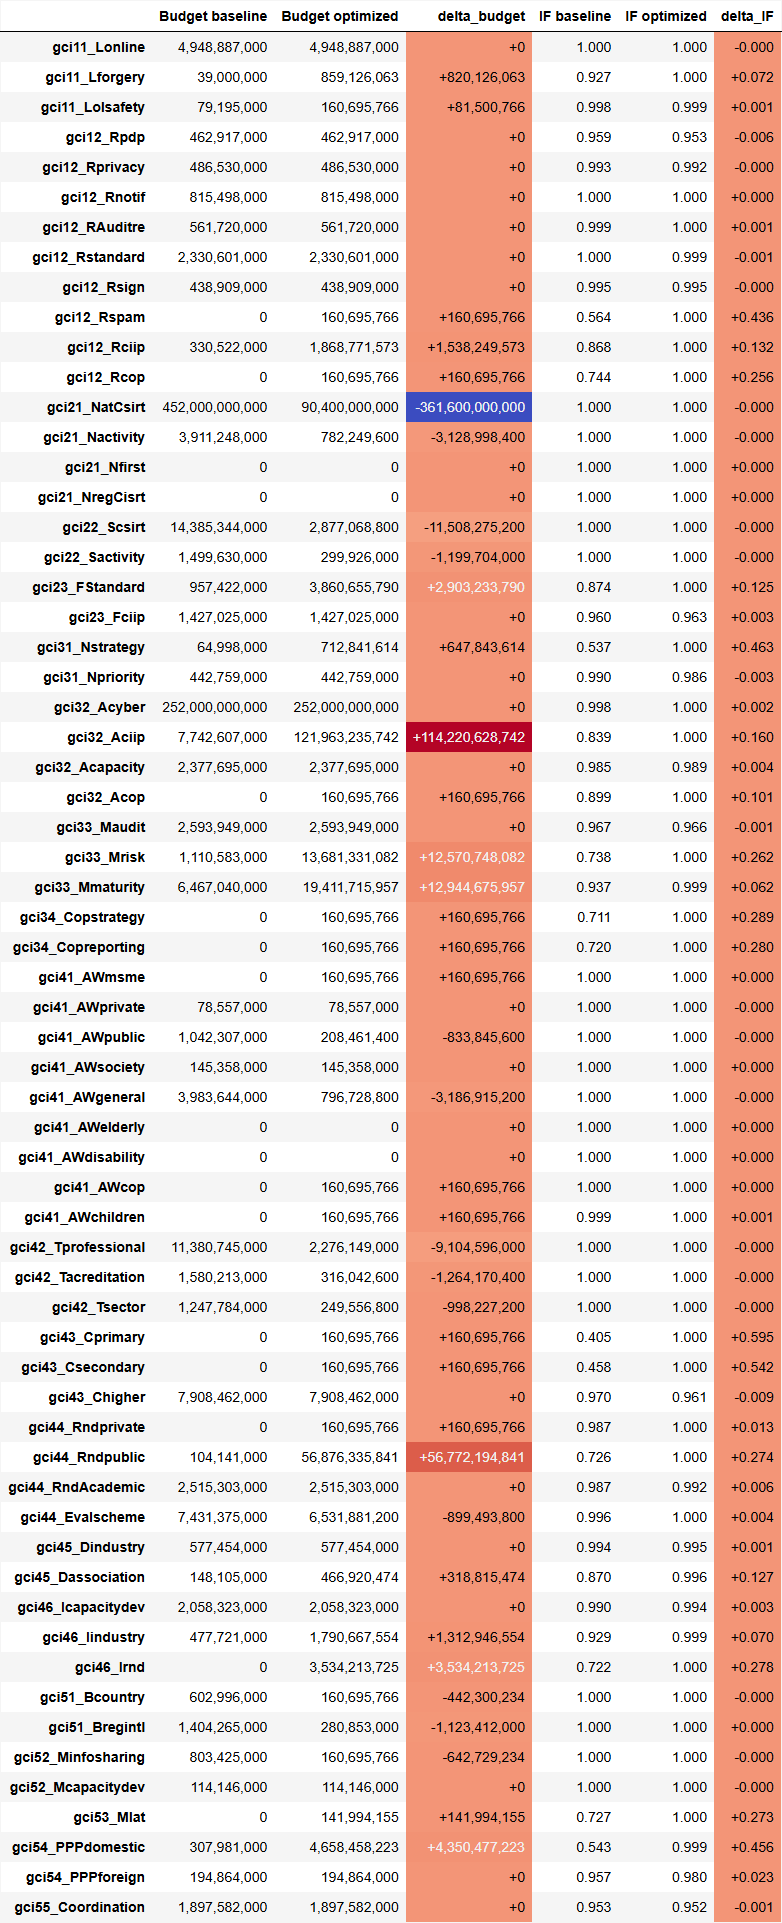 Budget baseline Budget optimized delta_budget IF baseline IF optimized delta_IF
gci11_Lonline 4,948,887,000 4,948,887,000 +0 1.000 1.000 -0.000
gci11_Lforgery 39,000,000 859,126,063 +820,126,063 0.927 1.000 +0.072
gci11_Lolsafety 79,195,000 160,695,766 +81,500,766 0.998 0.999 +0.001
gci12_Rpdp 462,917,000 462,917,000 +0 0.959 0.953 -0.006
gci12_Rprivacy 486,530,000 486,530,000 +0 0.993 0.992 -0.000
gci12_Rnotif 815,498,000 815,498,000 +0 1.000 1.000 +0.000
gci12_RAuditre 561,720,000 561,720,000 +0 0.999 1.000 +0.001
gci12_Rstandard 2,330,601,000 2,330,601,000 +0 1.000 0.999 -0.001
gci12_Rsign 438,909,000 438,909,000 +0 0.995 0.995 -0.000
gci12_Rspam 0 160,695,766 +160,695,766 0.564 1.000 +0.436
gci12_Rciip 330,522,000 1,868,771,573 +1,538,249,573 0.868 1.000 +0.132
gci12_Rcop 0 160,695,766 +160,695,766 0.744 1.000 +0.256
gci21_NatCsirt 452,000,000,000 90,400,000,000 -361,600,000,000 1.000 1.000 -0.000
gci21_Nactivity 3,911,248,000 782,249,600 -3,128,998,400 1.000 1.000 -0.000
gci21_Nfirst 0 0 +0 1.000 1.000 +0.000
gci21_NregCisrt 0 0 +0 1.000 1.000 +0.000
gci22_Scsirt 14,385,344,000 2,877,068,800 -11,508,275,200 1.000 1.000 -0.000
gci22_Sactivity 1,499,630,000 299,926,000 -1,199,704,000 1.000 1.000 -0.000
gci23_FStandard 957,422,000 3,860,655,790 +2,903,233,790 0.874 1.000 +0.125
gci23_Fciip 1,427,025,000 1,427,025,000 +0 0.960 0.963 +0.003
gci31_Nstrategy 64,998,000 712,841,614 +647,843,614 0.537 1.000 +0.463
gci31_Npriority 442,759,000 442,759,000 +0 0.990 0.986 -0.003
gci32_Acyber 252,000,000,000 252,000,000,000 +0 0.998 1.000 +0.002
gci32_Aciip 7,742,607,000 121,963,235,742 +114,220,628,742 0.839 1.000 +0.160
gci32_Acapacity 2,377,695,000 2,377,695,000 +0 0.985 0.989 +0.004
gci32_Acop 0 160,695,766 +160,695,766 0.899 1.000 +0.101
gci33_Maudit 2,593,949,000 2,593,949,000 +0 0.967 0.966 -0.001
gci33_Mrisk 1,110,583,000 13,681,331,082 +12,570,748,082 0.738 1.000 +0.262
gci33_Mmaturity 6,467,040,000 19,411,715,957 +12,944,675,957 0.937 0.999 +0.062
gci34_Copstrategy 0 160,695,766 +160,695,766 0.711 1.000 +0.289
gci34_Copreporting 0 160,695,766 +160,695,766 0.720 1.000 +0.280
gci41_AWmsme 0 160,695,766 +160,695,766 1.000 1.000 +0.000
gci41_AWprivate 78,557,000 78,557,000 +0 1.000 1.000 -0.000
gci41_AWpublic 1,042,307,000 208,461,400 -833,845,600 1.000 1.000 -0.000
gci41_AWsociety 145,358,000 145,358,000 +0 1.000 1.000 +0.000
gci41_AWgeneral 3,983,644,000 796,728,800 -3,186,915,200 1.000 1.000 -0.000
gci41_AWelderly 0 0 +0 1.000 1.000 +0.000
gci41_AWdisability 0 0 +0 1.000 1.000 +0.000
gci41_AWcop 0 160,695,766 +160,695,766 1.000 1.000 +0.000
gci41_AWchildren 0 160,695,766 +160,695,766 0.999 1.000 +0.001
gci42_Tprofessional 11,380,745,000 2,276,149,000 -9,104,596,000 1.000 1.000 -0.000
gci42_Tacreditation 1,580,213,000 316,042,600 -1,264,170,400 1.000 1.000 -0.000
gci42_Tsector 1,247,784,000 249,556,800 -998,227,200 1.000 1.000 -0.000
gci43_Cprimary 0 160,695,766 +160,695,766 0.405 1.000 +0.595
gci43_Csecondary 0 160,695,766 +160,695,766 0.458 1.000 +0.542
gci43_Chigher 7,908,462,000 7,908,462,000 +0 0.970 0.961 -0.009
gci44_Rndprivate 0 160,695,766 +160,695,766 0.987 1.000 +0.013
gci44_Rndpublic 104,141,000 56,876,335,841 +56,772,194,841 0.726 1.000 +0.274
gci44_RndAcademic 2,515,303,000 2,515,303,000 +0 0.987 0.992 +0.006
gci44_Evalscheme 7,431,375,000 6,531,881,200 -899,493,800 0.996 1.000 +0.004
gci45_Dindustry 577,454,000 577,454,000 +0 0.994 0.995 +0.001
gci45_Dassociation 148,105,000 466,920,474 +318,815,474 0.870 0.996 +0.127
gci46_Icapacitydev 2,058,323,000 2,058,323,000 +0 0.990 0.994 +0.003
gci46_Iindustry 477,721,000 1,790,667,554 +1,312,946,554 0.929 0.999 +0.070
gci46_Irnd 0 3,534,213,725 +3,534,213,725 0.722 1.000 +0.278
gci51_Bcountry 602,996,000 160,695,766 -442,300,234 1.000 1.000 -0.000
gci51_Bregintl 1,404,265,000 280,853,000 -1,123,412,000 1.000 1.000 +0.000
gci52_Minfosharing 803,425,000 160,695,766 -642,729,234 1.000 1.000 -0.000
gci52_Mcapacitydev 114,146,000 114,146,000 +0 1.000 1.000 -0.000
gci53_Mlat 0 141,994,155 +141,994,155 0.727 1.000 +0.273
gci54_PPPdomestic 307,981,000 4,658,458,223 +4,350,477,223 0.543 0.999 +0.456
gci54_PPPforeign 194,864,000 194,864,000 +0 0.957 0.980 +0.023
gci55_Coordination 1,897,582,000 1,897,582,000 +0 0.953 0.952 -0.001